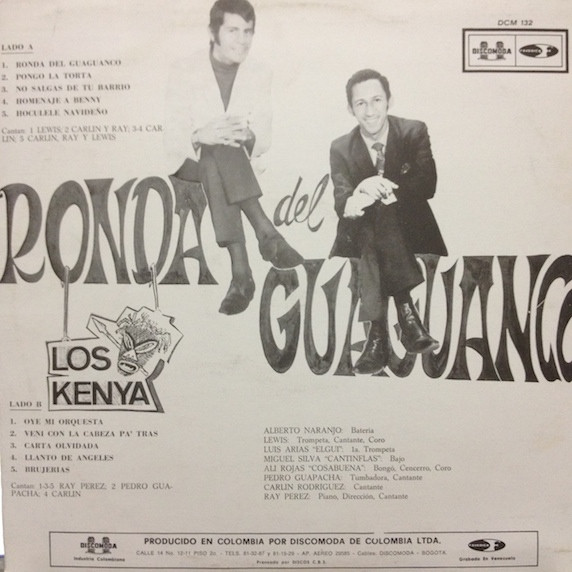 DCM 132
DISCOMODA
LADO A
1. RONDA DEL GUAGUANCO
2. PONGO LA TORTA
3. NO SALGAS DE TU BARRIO
4. HOMENAJE A BENNY
5. HOCULELE NAVIDEÑO
Cantan: 1 LEWIS; 2 CARLIN Y RAY; 3-4 CAR
LIN; 5 CARLIN, RAY Y LEWIS
RONDA del
GUAGUANCO
LOS
KENYA
LADO B
1. OYE MI ORQUESTA
2. VENI CON LA CABEZA PA' TRAS
3. CARTA OLVIDADA
4. LLANTO DE ANGELES
5. BRUJERIAS
Cantan: 1-3-5 RAY PEREZ; 2 PEDRO GUA-
PACHA; 4 CARLIN
ALBERTO NARANJO: Batería
LEWIS: Trompeta, Cantante, Coro
LUIS ARIAS "ELGUI": 1a. Trompeta
MIGUEL SILVA "CANTINFLAS": Bajo
ALI ROJAS "COSABUENA": Bongó, Cencerro, Coro
PEDRO GUAPACHA: Tumbadora, Cantante
CARLIN RODRIGUEZ: Cantante
RAY PEREZ: Piano, Dirección, Cantante
DISCOMODA
Industria Colombiana
PRODUCIDO EN COLOMBIA POR DISCOMODA DE COLOMBIA LTDA.
Prensado por DISCOS C.B.S.
Grabado En Venezuela